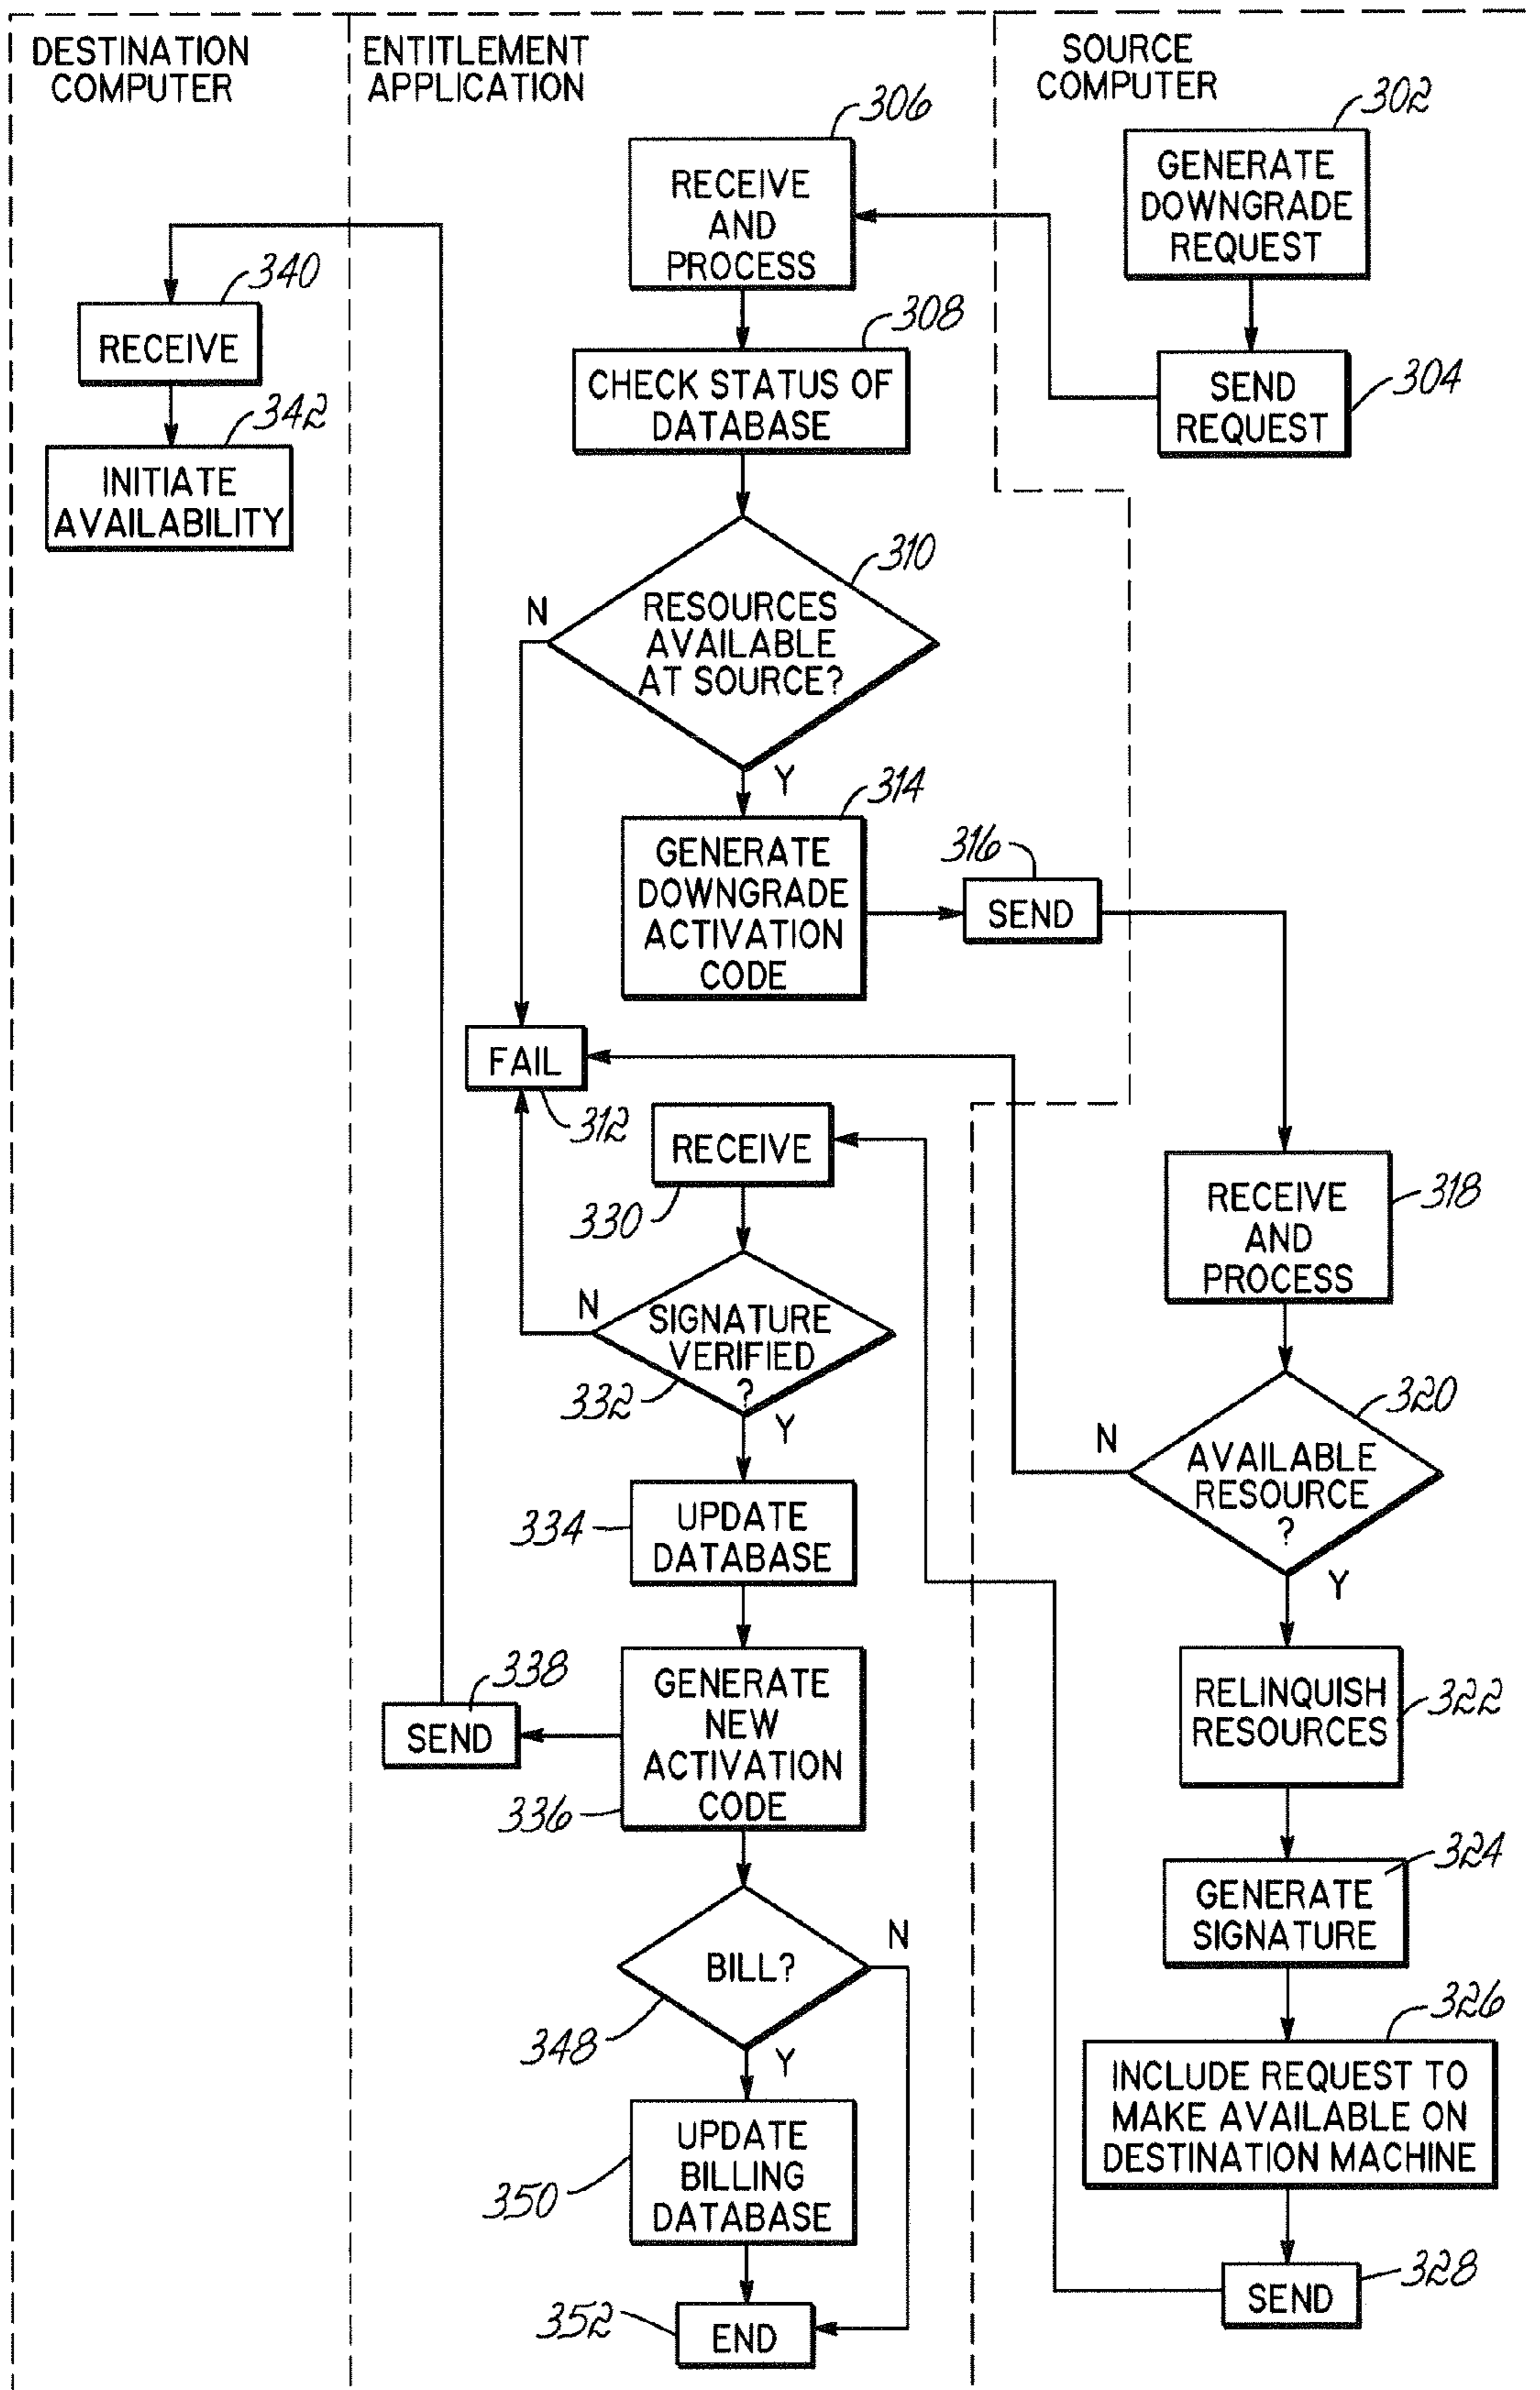 DESTINATION
COMPUTER
ENTITLEMENT
APPLICATION
SOURCE
COMPUTER
306
RECEIVE
AND
PROCESS
302
GENERATE
DOWNGRADE
REQUEST
340
RECEIVE
308
CHECK STATUS OF
DATABASE
304
SEND
REQUEST
342
INITIATE
AVAILABILITY
310
N
RESOURCES
AVAILABLE
AT SOURCE?
Y
314
GENERATE
DOWNGRADE
ACTIVATION
CODE
316
SEND
FAIL
312
RECEIVE
330
318
RECEIVE
AND
PROCESS
N
SIGNATURE
VERIFIED
?
332
Y
320
N
AVAILABLE
RESOURCE
?
Y
334
UPDATE
DATABASE
338
SEND
GENERATE
NEW
ACTIVATION
CODE
336
RELINQUISH
RESOURCES
322
324
GENERATE
SIGNATURE
N
BILL?
348
Y
326
INCLUDE REQUEST TO
MAKE AVAILABLE ON
DESTINATION MACHINE
UPDATE
BILLING
DATABASE
350
328
SEND
352
END